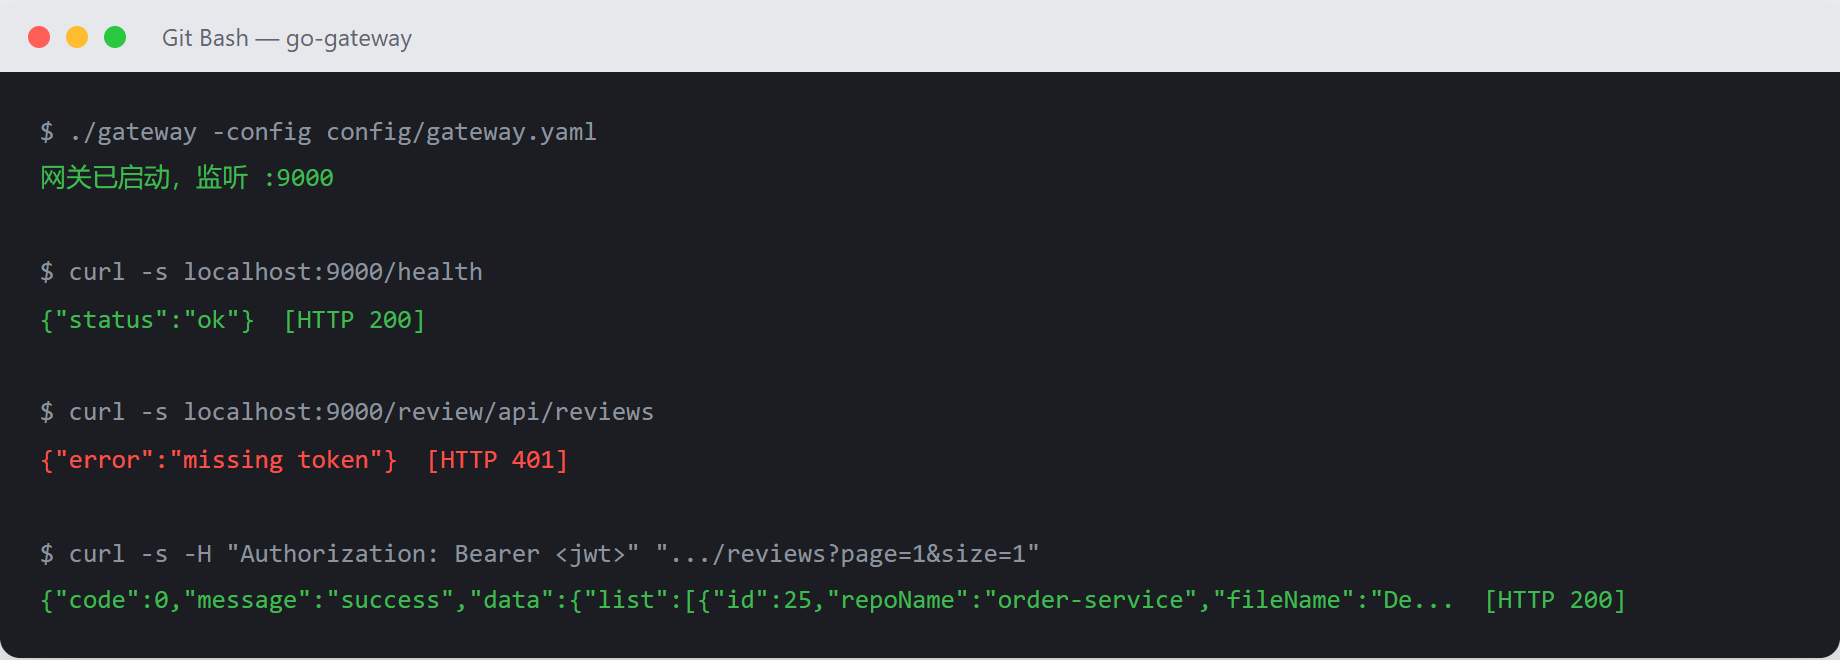 Git Bash — go-gateway
$ ./gateway -config config/gateway.yaml
网关已启动，监听 :9000
$ curl -s localhost:9000/health
{"status":"ok"}  [HTTP 200]
$ curl -s localhost:9000/review/api/reviews
{"error":"missing token"}  [HTTP 401]
$ curl -s -H "Authorization: Bearer <jwt>" ".../reviews?page=1&size=1"
{"code":0,"message":"success","data":{"list":[{"id":25,"repoName":"order-service","fileName":"De...  [HTTP 200]